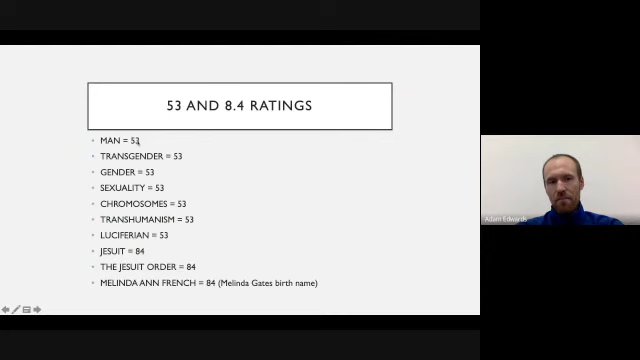 53 AND 8.4 RATINGS
• MAN = 53
• TRANSGENDER = 53
• GENDER = 53
• SEXUALITY = 53
• CHROMOSOMES = 53
• TRANSHUMANISM = 53
• LUCIFERIAN = 53
• JESUIT = 84
• THE JESUIT ORDER = 84
• MELINDA ANN FRENCH = 84 (Melinda Gates birth name)
Adam Edwards